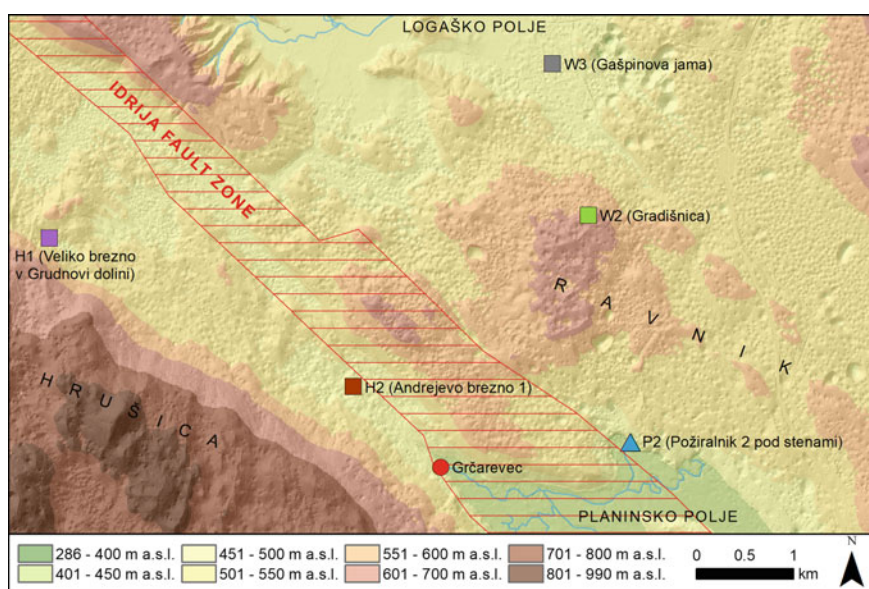 LOGAŠKO POLJE
W3 (Gašpinova jama)
IDRIJA FAULT ZONE
W2 (Gradišnica)
H1 (Veliko brezno
v Grudnovi dolini)
RAVNIK
HRUŠICA
H2 (Andrejevo brezno 1)
P2 (Požiralnik 2 pod stenami)
Grčarevec
PLANINSKO POLJE
286 - 400 m a.s.l.
401 - 450 m a.s.l.
451 - 500 m a.s.l.
501 - 550 m a.s.l.
551 - 600 m a.s.l.
601 - 700 m a.s.l.
701 - 800 m a.s.l.
801 - 990 m a.s.l.
0 0.5 1
km
N